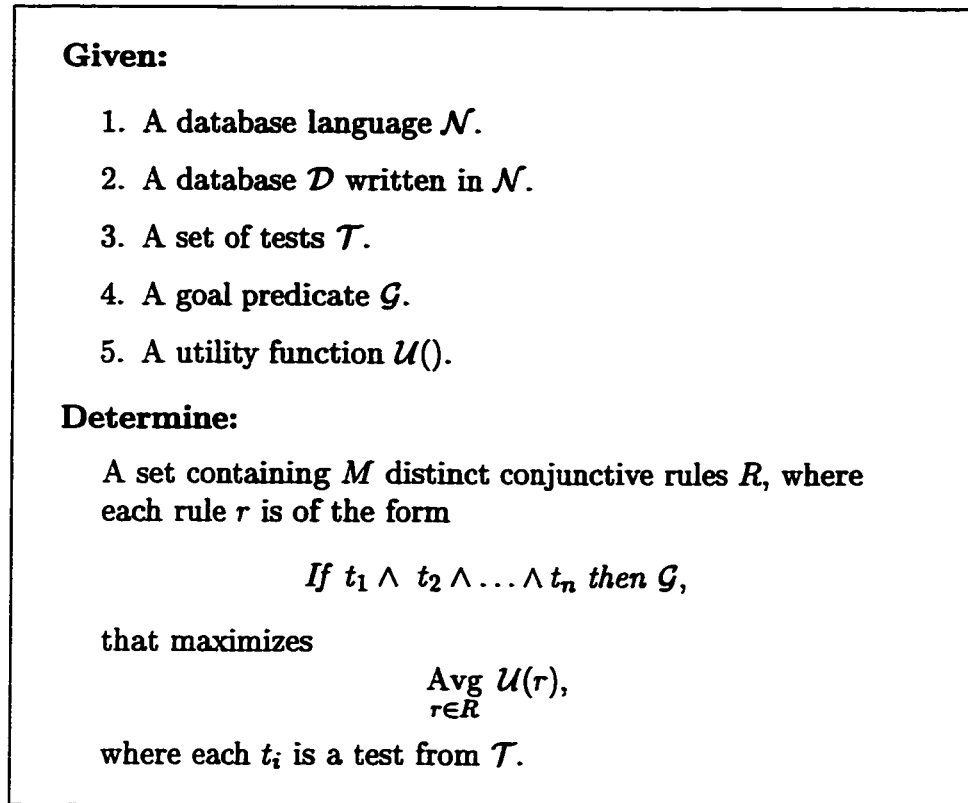 Given:
1. A database language 𝒩.
2. A database 𝒟 written in 𝒩.
3. A set of tests 𝒯.
4. A goal predicate 𝒢.
5. A utility function 𝒰().
Determine:
A set containing M distinct conjunctive rules R, where
each rule r is of the form
If t₁ ∧ t₂ ∧ … ∧ tₙ then 𝒢,
that maximizes
Avg 𝒰(r),
r∈R
where each tᵢ is a test from 𝒯.